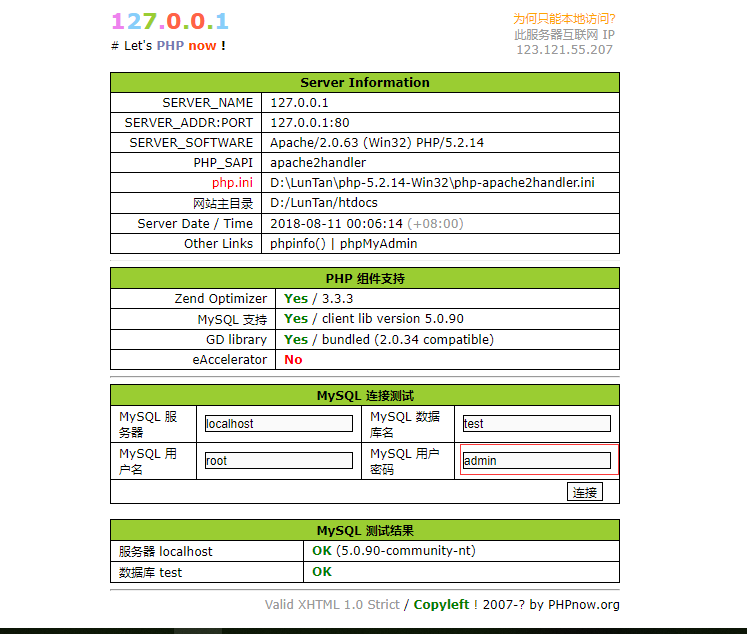 127.0.0.1
为何只能本地访问?
# Let's PHP now !
此服务器互联网 IP
123.121.55.207
Server Information
SERVER_NAME 127.0.0.1
SERVER_ADDR:PORT 127.0.0.1:80
SERVER_SOFTWARE Apache/2.0.63 (Win32) PHP/5.2.14
PHP_SAPI apache2handler
php.ini D:\LunTan\php-5.2.14-Win32\php-apache2handler.ini
网站主目录 D:/LunTan/htdocs
Server Date / Time 2018-08-11 00:06:14 (+08:00)
Other Links phpinfo() | phpMyAdmin
PHP 组件支持
Zend Optimizer Yes / 3.3.3
MySQL 支持 Yes / client lib version 5.0.90
GD library Yes / bundled (2.0.34 compatible)
eAccelerator No
MySQL 连接测试
MySQL 服务器 localhost MySQL 数据库名 test
MySQL 用户名 root MySQL 用户密码 admin
连接
MySQL 测试结果
服务器 localhost OK (5.0.90-community-nt)
数据库 test OK
Valid XHTML 1.0 Strict / Copyleft ! 2007-? by PHPnow.org